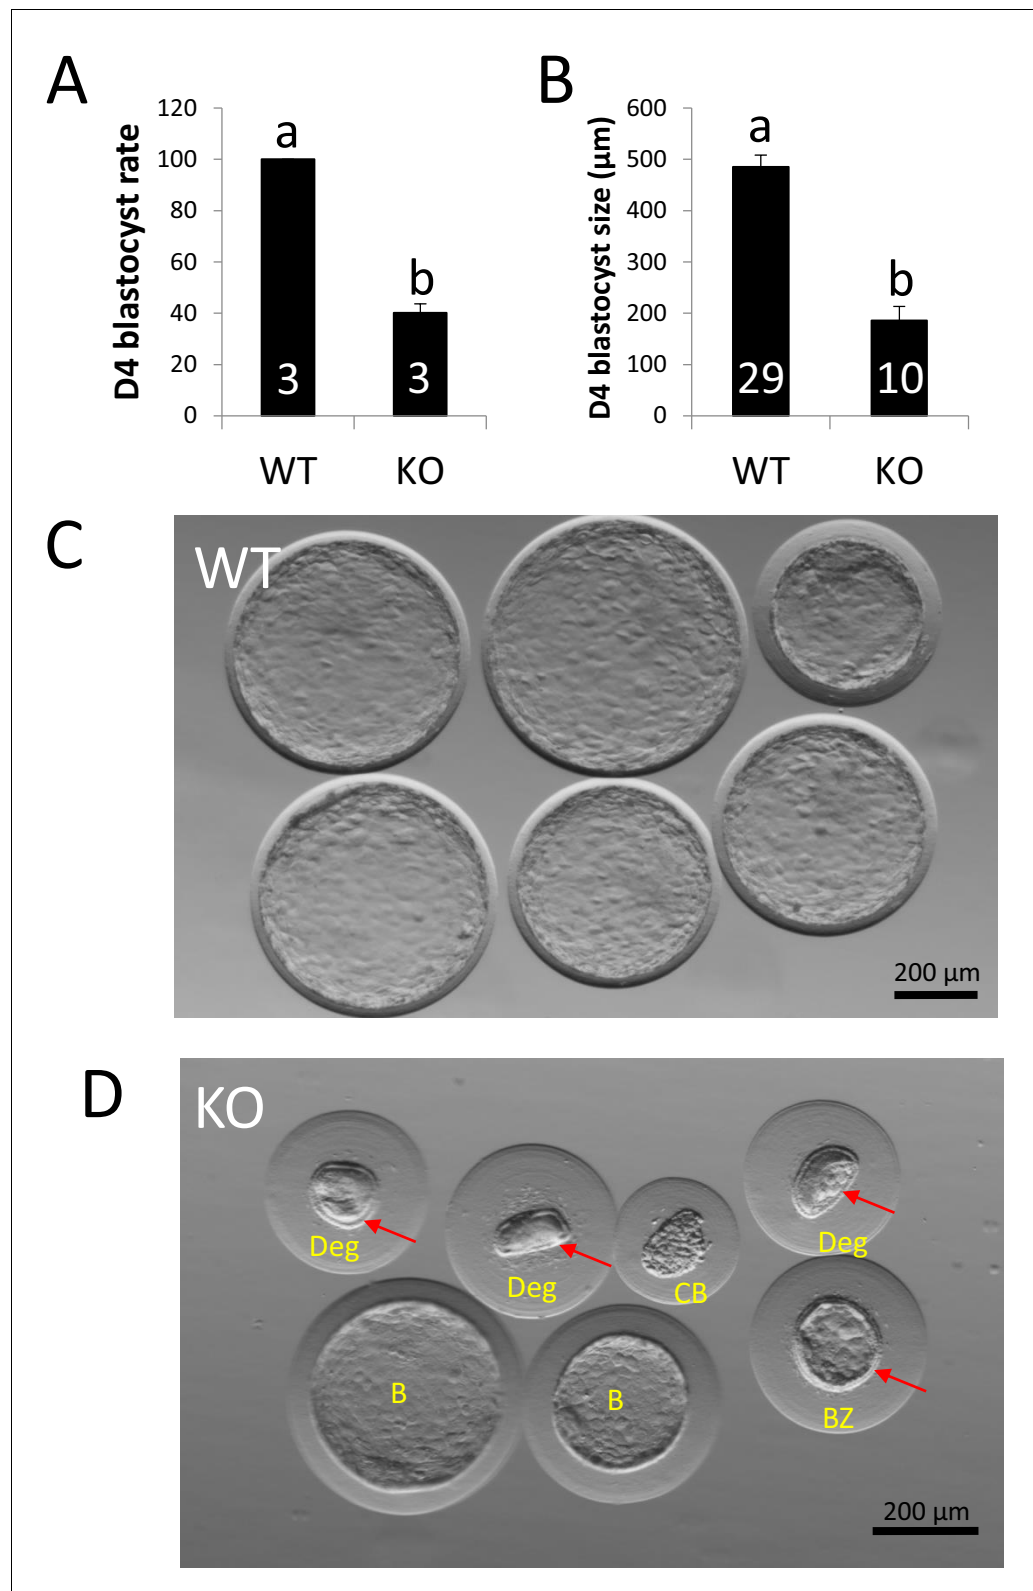 A
D4 blastocyst rate
120
100
80
60
40
20
0
a
b
3
3
WT
KO
B
D4 blastocyst size (µm)
600
500
400
300
200
100
0
a
b
29
10
WT
KO
C
WT
200 µm
D
KO
Deg
Deg
CB
Deg
B
B
BZ
200 µm